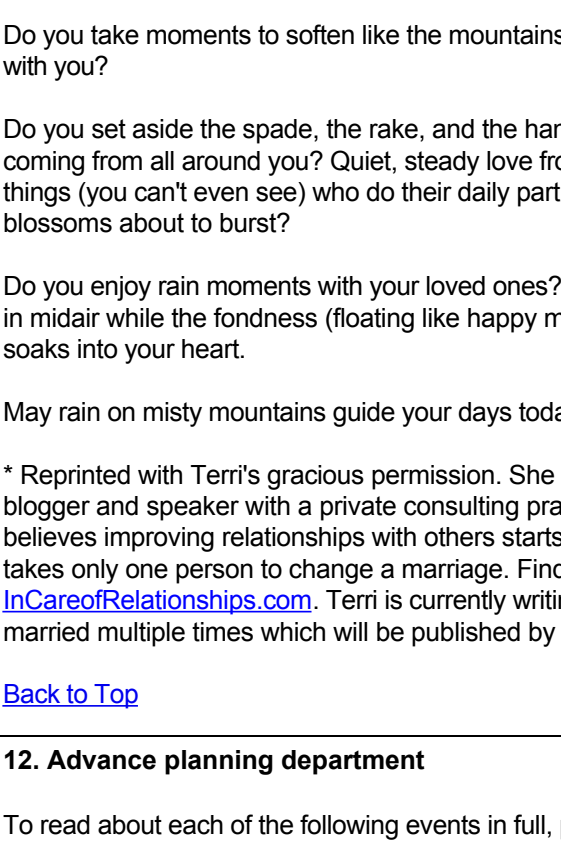 Do you take moments to soften like the mountains
with you?
Do you set aside the spade, the rake, and the
coming from all around you? Quiet, steady love
things (you can't even see) who do their daily part
blossoms about to burst?
Do you enjoy rain moments with your loved ones?
in midair while the fondness (floating like happy
soaks into your heart.
May rain on misty mountains guide your days
* Reprinted with Terri's gracious permission. She
blogger and speaker with a private consulting
believes improving relationships with others starts
takes only one person to change a marriage.
InCareofRelationships.com. Terri is currently
married multiple times which will be published by
Back to Top
12. Advance planning department
To read about each of the following events in full,